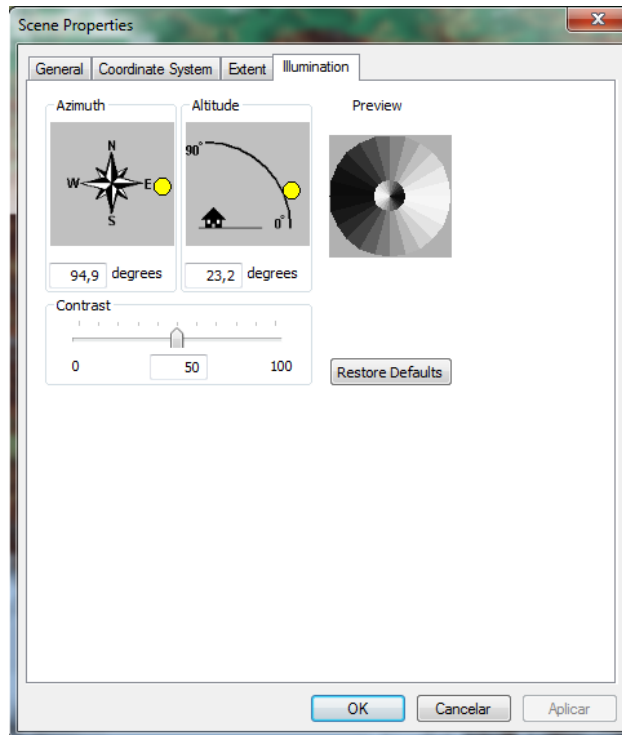 Scene Properties
X
General Coordinate System Extent Illumination
Azimuth Altitude Preview
N
W E
S
90°
0°
94,9 degrees 23,2 degrees
Contrast
0 50 100
Restore Defaults
OK Cancelar Aplicar